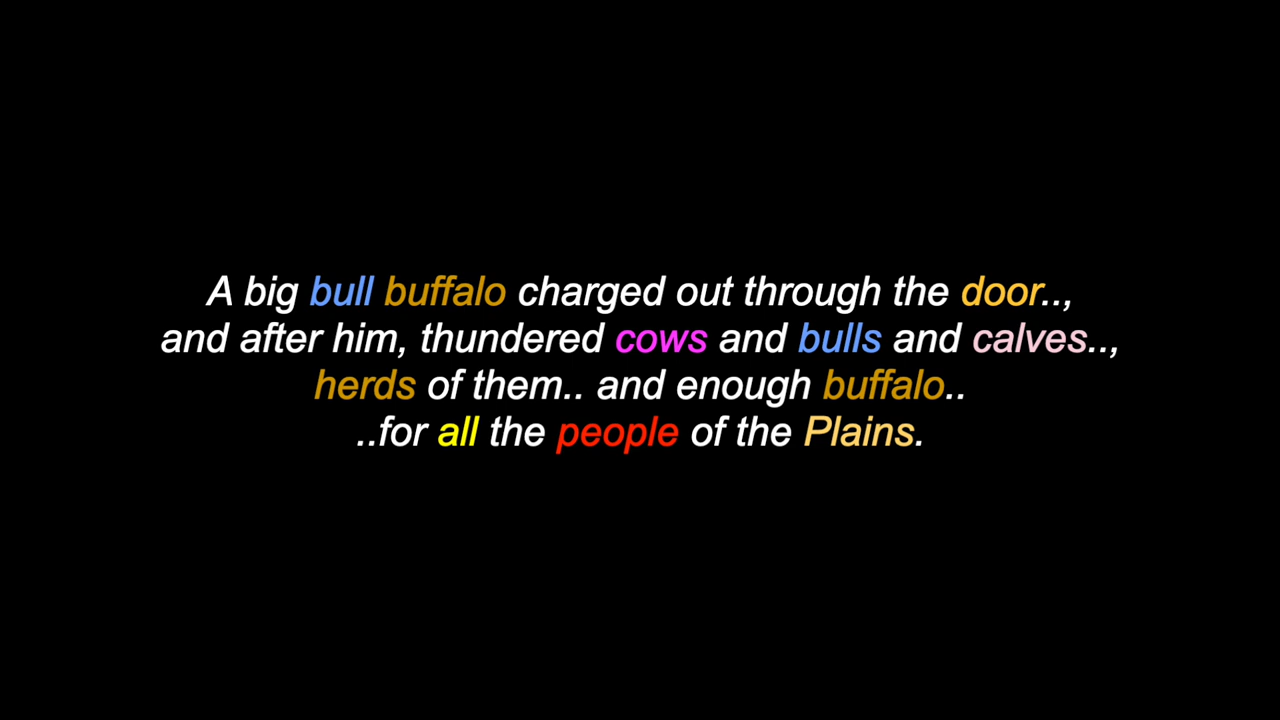 A big bull buffalo charged out through the door..,
and after him, thundered cows and bulls and calves..,
herds of them.. and enough buffalo..
..for all the people of the Plains.